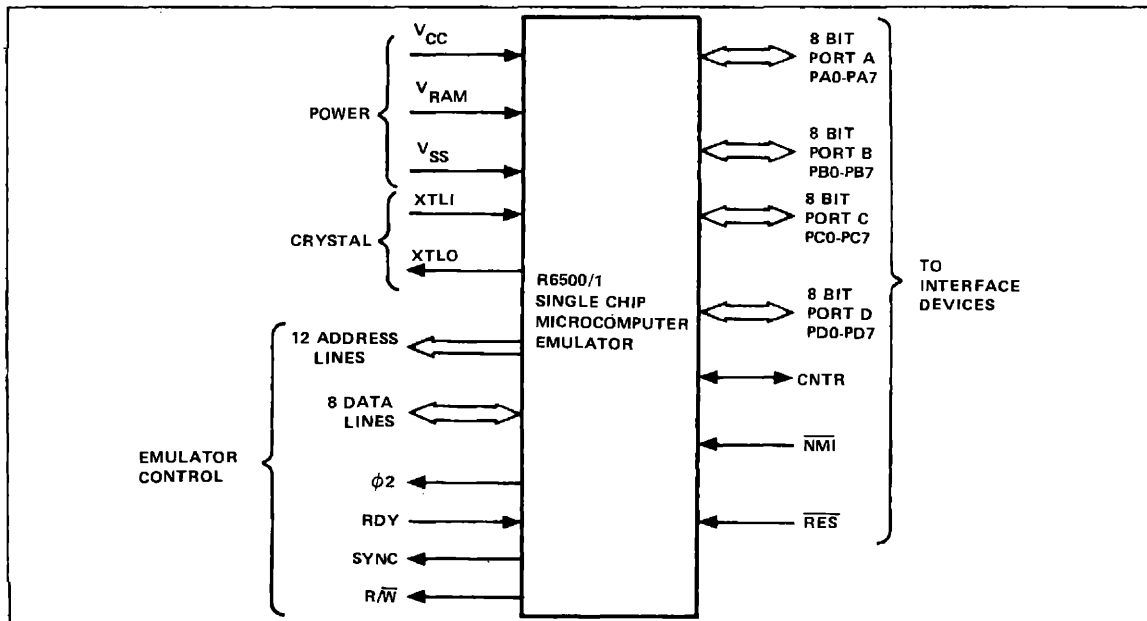 POWER
VCC
VRAM
VSS
CRYSTAL
XTLI
XTLO
EMULATOR
CONTROL
12 ADDRESS
LINES
8 DATA
LINES
ϕ2
RDY
SYNC
R/W̅
R6500/1
SINGLE CHIP
MICROCOMPUTER
EMULATOR
8 BIT
PORT A
PA0-PA7
8 BIT
PORT B
PB0-PB7
8 BIT
PORT C
PC0-PC7
8 BIT
PORT D
PD0-PD7
CNTR
N̅M̅I̅
R̅E̅S̅
TO
INTERFACE
DEVICES